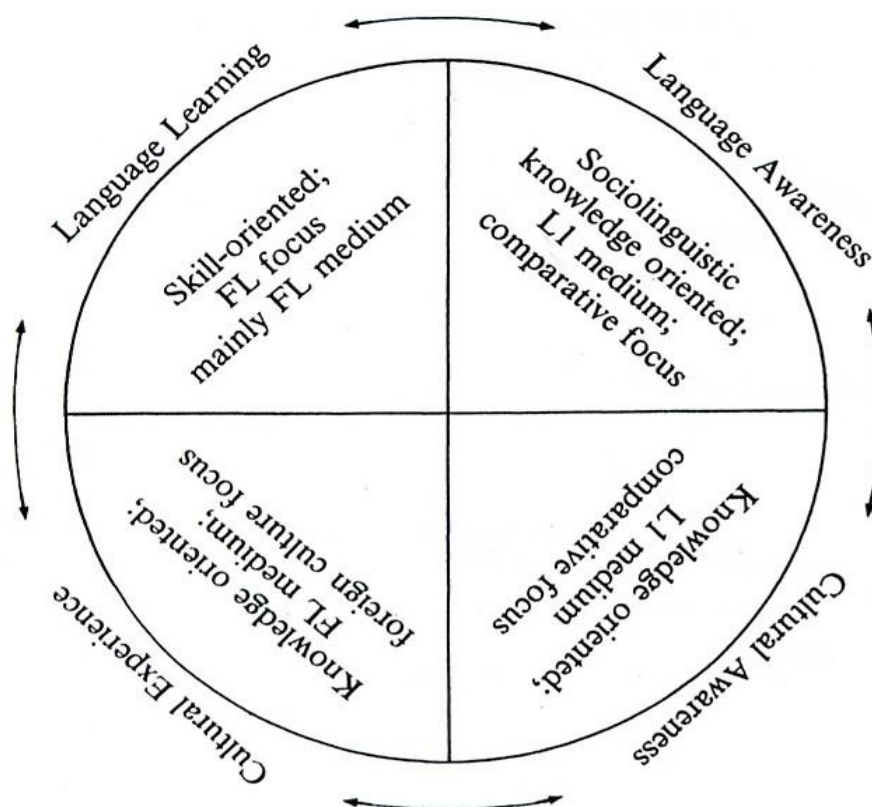 Language Learning
Skill-oriented;
FL focus
mainly FL medium
Language Awareness
Sociolinguistic
knowledge oriented;
L1 medium;
comparative focus
Cultural Awareness
Knowledge oriented;
L1 medium
comparative focus
Cultural Experience
Knowledge oriented;
FL medium;
foreign culture focus